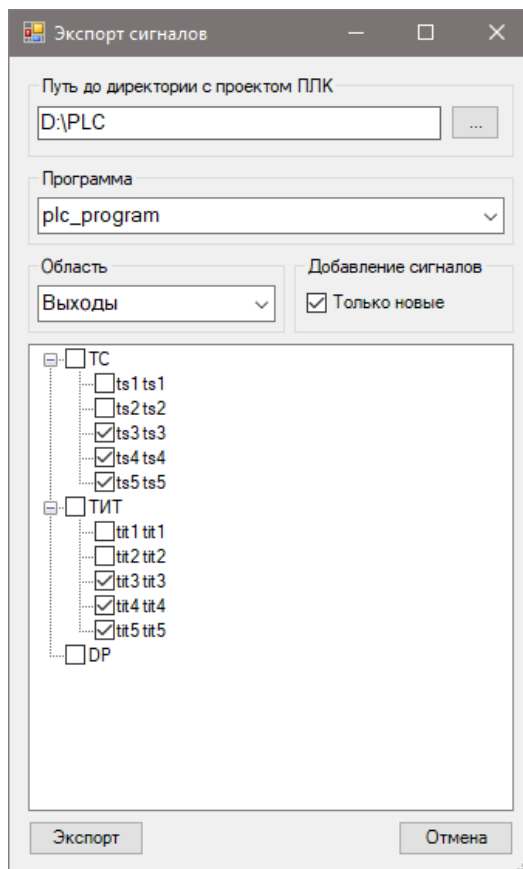 Экспорт сигналов
Путь до директории с проектом ПЛК
D:\PLC
...
Программа
plc_program
Область
Добавление сигналов
Выходы
Только новые
ТС
ts1 ts1
ts2 ts2
ts3 ts3
ts4 ts4
ts5 ts5
ТИТ
tit1 tit1
tit2 tit2
tit3 tit3
tit4 tit4
tit5 tit5
DP
Экспорт
Отмена